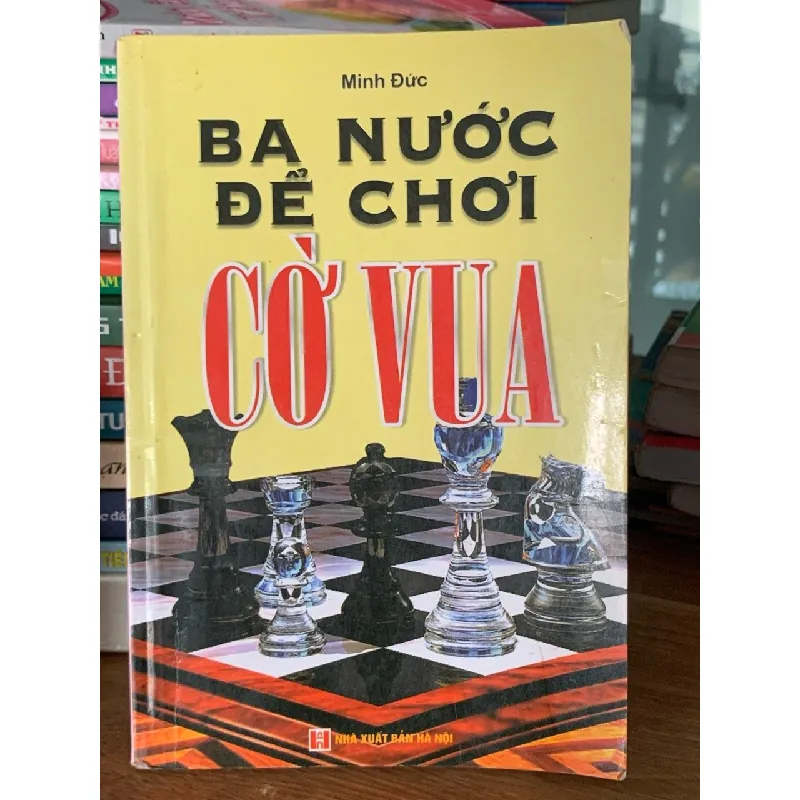 Minh Đức
BA NƯỚC
ĐỂ CHƠI
CỜ VUA
NHÀ XUẤT BẢN HÀ NỘI